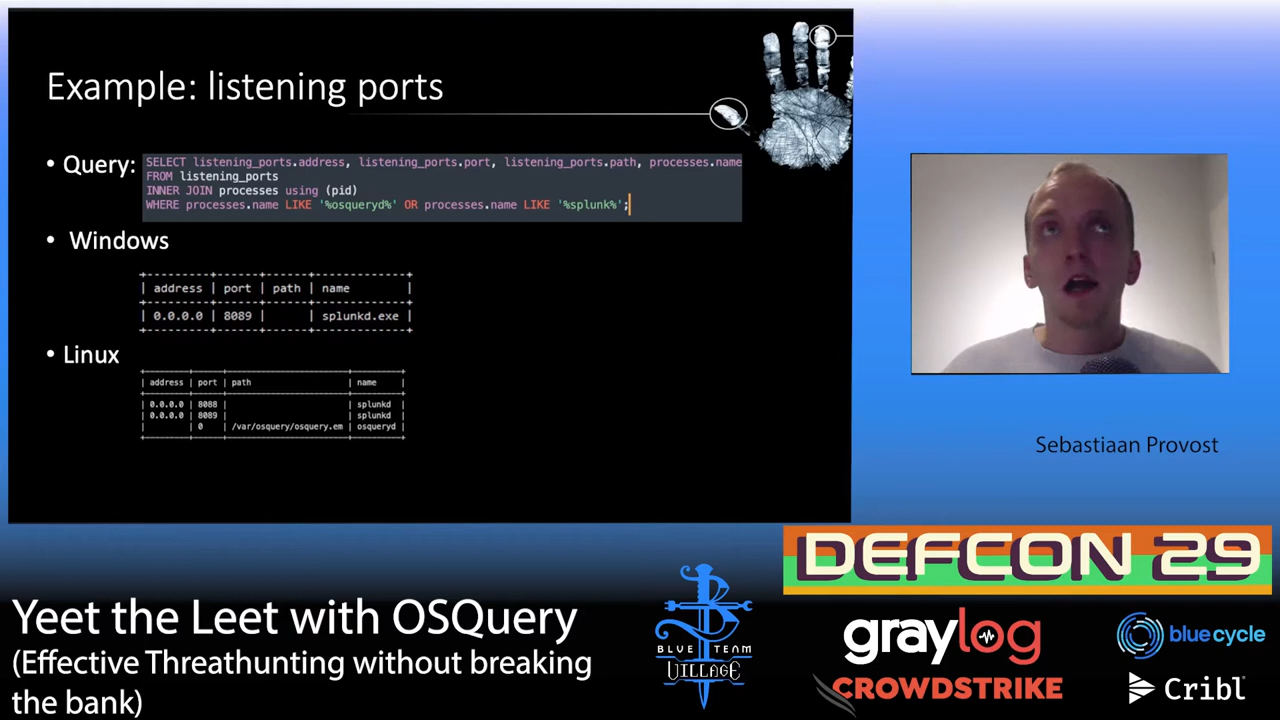 Example: listening ports
• Query:
SELECT listening_ports.address, listening_ports.port, listening_ports.path, processes.name
FROM listening_ports
INNER JOIN processes using (pid)
WHERE processes.name LIKE '%osqueryd%' OR processes.name LIKE '%splunk%';
• Windows
| address | port | path | name |
| 0.0.0.0 | 8089 | | splunkd.exe |
• Linux
| address | port | path | name |
| 0.0.0.0 | 8088 | | splunkd |
| 0.0.0.0 | 8089 | | splunkd |
| | 0 | /var/osquery/osquery.em | osqueryd |
Sebastiaan Provost
DEFCON 29
Yeet the Leet with OSQuery
(Effective Threathunting without breaking
the bank)
BLUE TEAM
VILLAGE
graylog
blue cycle
CROWDSTRIKE
Cribl